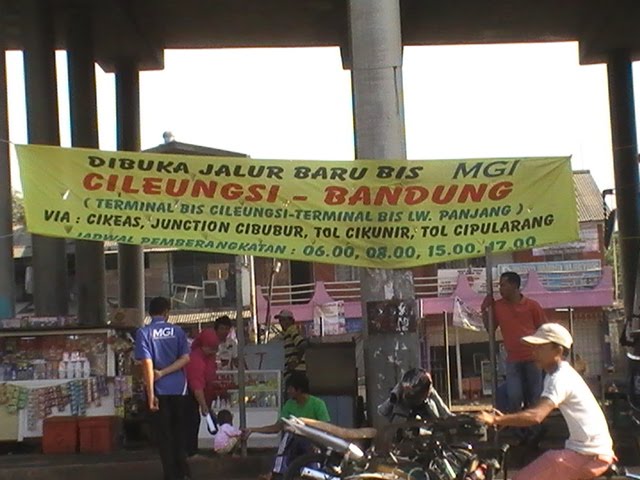 DIBUKA JALUR BARU BIS MGI
CILEUNGSI - BANDUNG
( TERMINAL BIS CILEUNGSI-TERMINAL BIS LW. PANJANG )
VIA : CIKEAS, JUNCTION CIBUBUR, TOL CIKUNIR, TOL CIPULARANG
JADWAL PEMBERANGKATAN : 06.00, 08.00, 15.00, 17.00
MGI